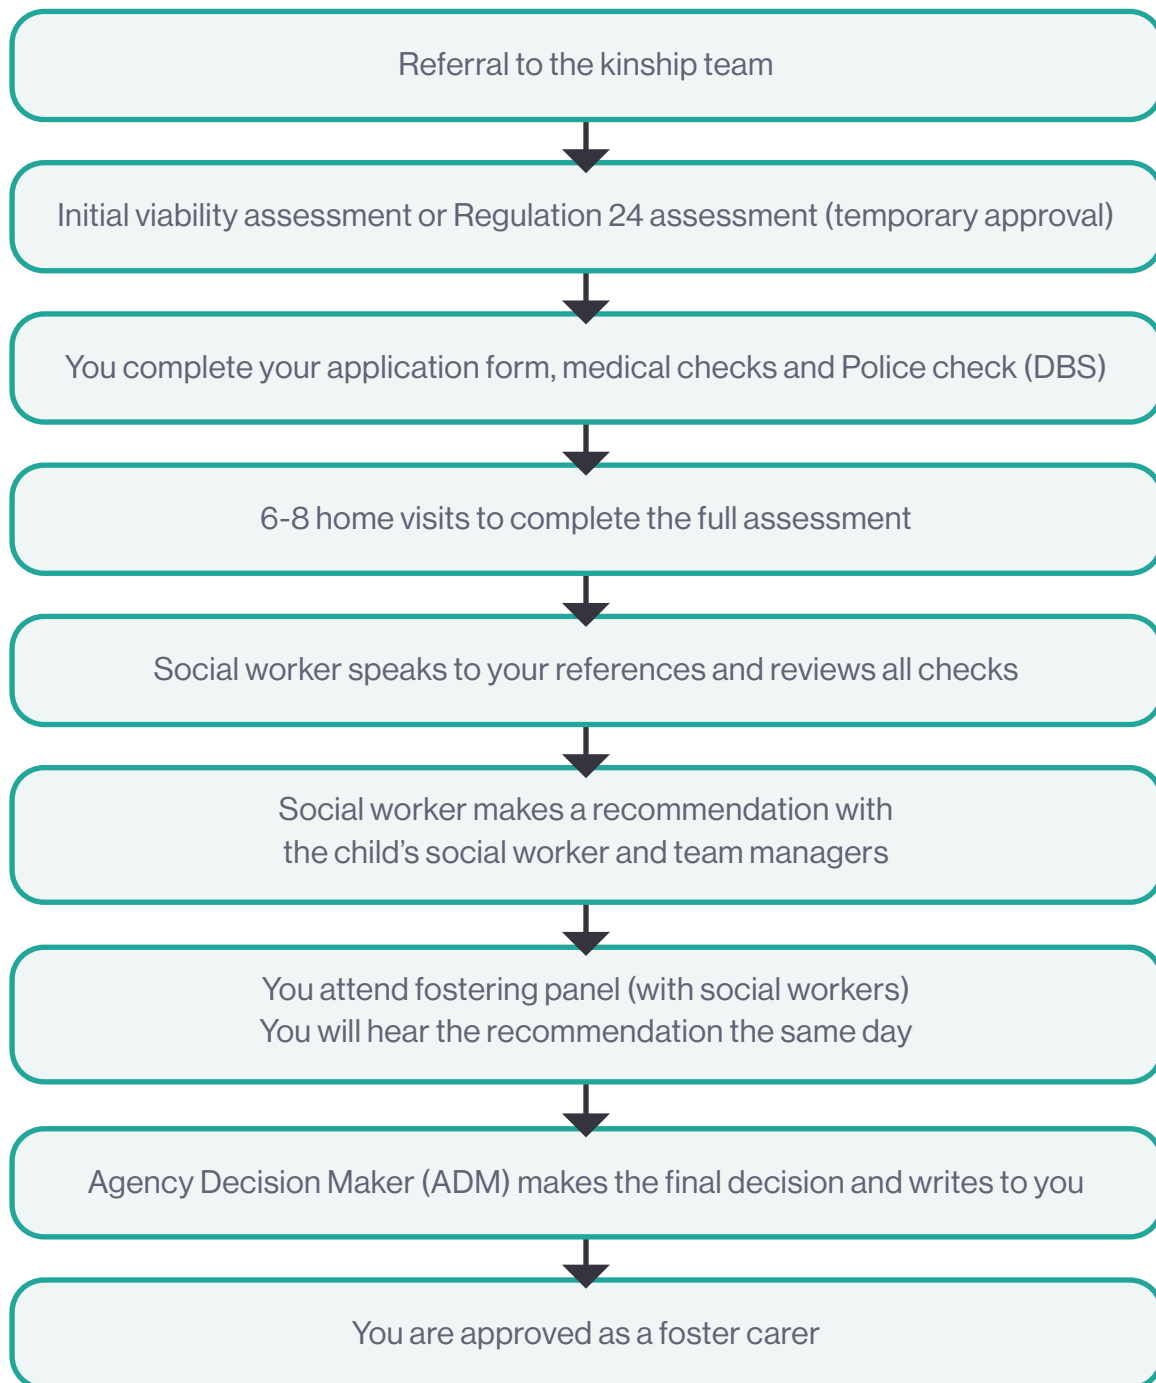 Referral to the kinship team
Initial viability assessment or Regulation 24 assessment (temporary approval)
You complete your application form, medical checks and Police check (DBS)
6-8 home visits to complete the full assessment
Social worker speaks to your references and reviews all checks
Social worker makes a recommendation with
the child’s social worker and team managers
You attend fostering panel (with social workers)
You will hear the recommendation the same day
Agency Decision Maker (ADM) makes the final decision and writes to you
You are approved as a foster carer